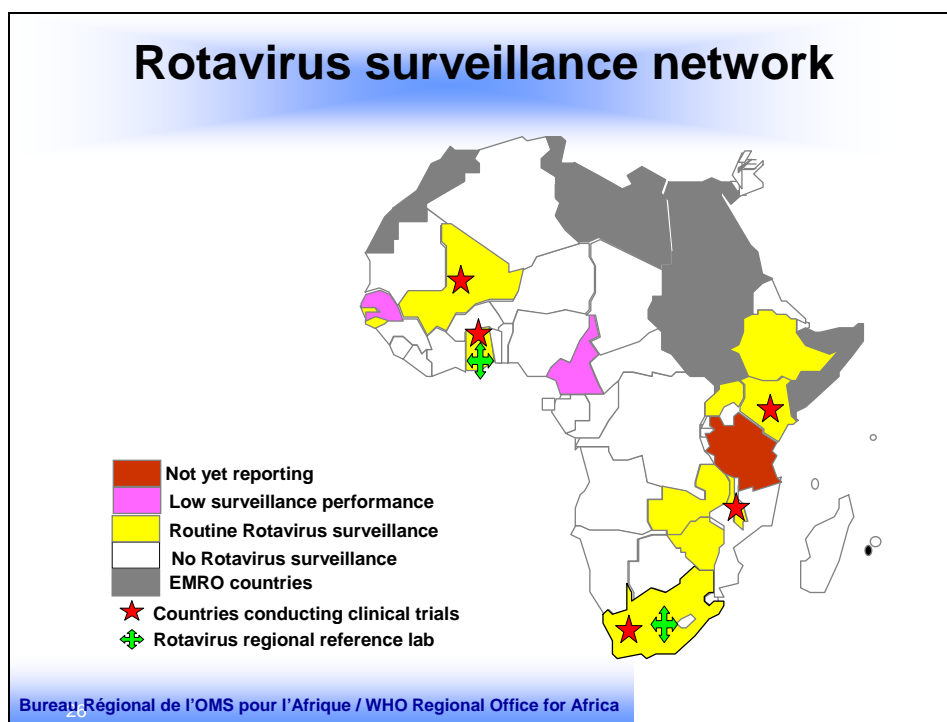 Rotavirus surveillance network
Not yet reporting
Low surveillance performance
Routine Rotavirus surveillance
No Rotavirus surveillance
EMRO countries
Countries conducting clinical trials
Rotavirus regional reference lab
Bureau Régional de l'OMS pour l'Afrique / WHO Regional Office for Africa
26